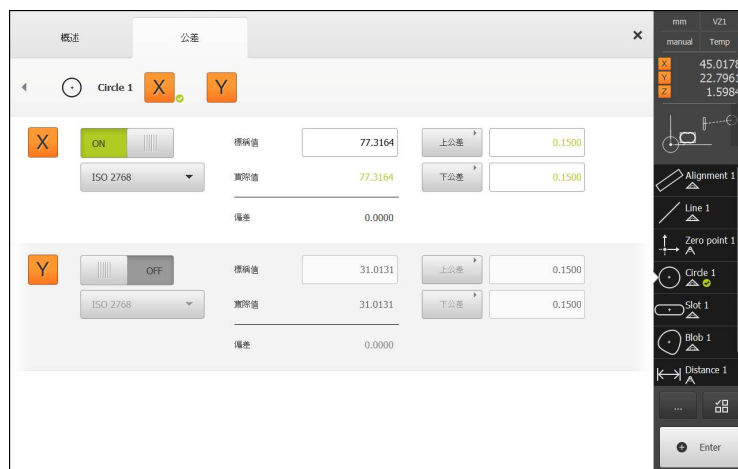 概述 公差 ×
Circle 1 X Y
X ON 標稱值 77.3164 上公差 0.1500
ISO 2768 實際值 77.3164 下公差 0.1500
偏差 0.0000
Y OFF 標稱值 31.0131 上公差 0.1500
ISO 2768 實際值 31.0131 下公差 0.1500
偏差 0.0000
mm VZ1
manual Temp
X 45.0178
Y 22.7961
Z 1.5984
Alignment 1
Line 1
Zero point 1
Circle 1
Slot 1
Blob 1
Distance 1
...
Enter